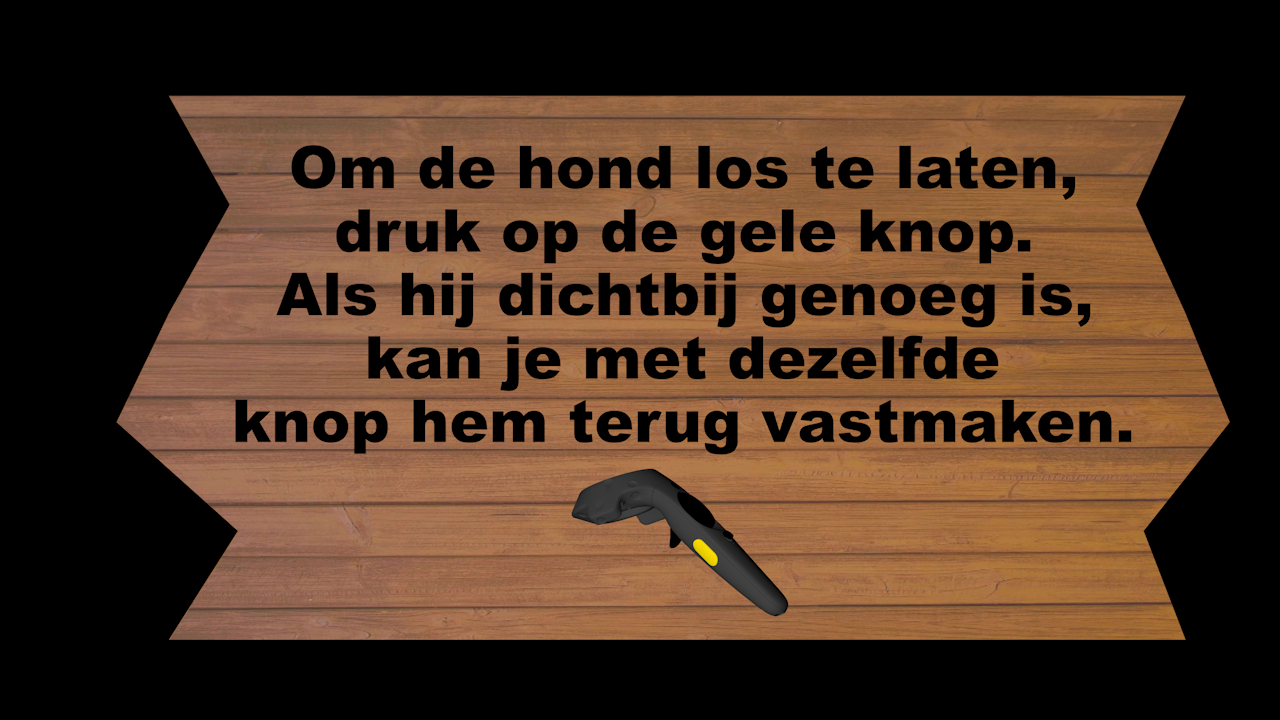 Om de hond los te laten,
druk op de gele knop.
Als hij dichtbij genoeg is,
kan je met dezelfde
knop hem terug vastmaken.